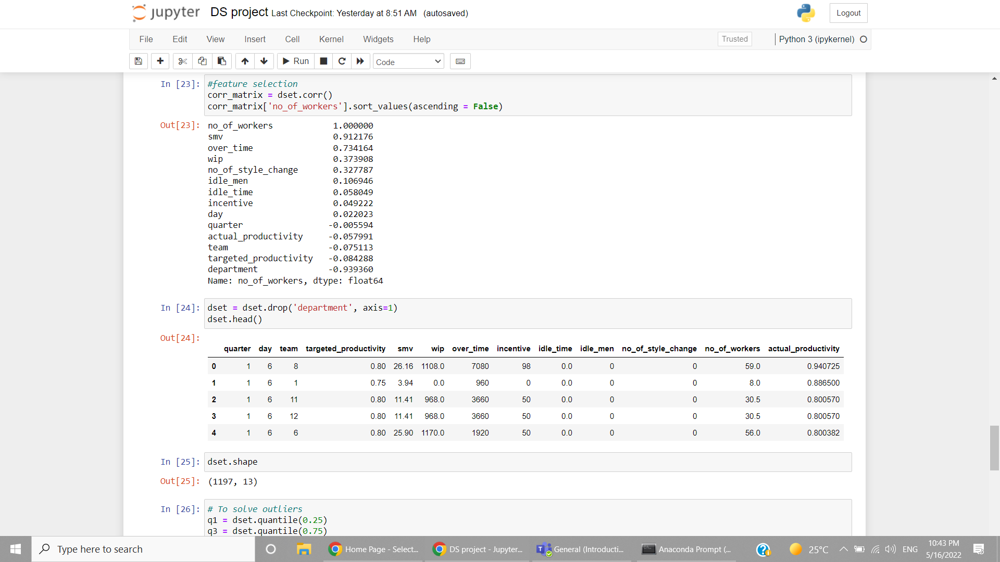 jupyter DS project Last Checkpoint: Yesterday at 8:51 AM (autosaved) Logout
File Edit View Insert Cell Kernel Widgets Help Trusted Python 3 (ipykernel)
Run Code
In [23]: #feature selection
corr_matrix = dset.corr()
corr_matrix['no_of_workers'].sort_values(ascending = False)
Out[23]: no_of_workers 1.000000
smv 0.912176
over_time 0.734164
wip 0.373908
no_of_style_change 0.327787
idle_men 0.106946
idle_time 0.058049
incentive 0.049222
day 0.022023
quarter -0.005594
actual_productivity -0.057991
team -0.075113
targeted_productivity -0.084288
department -0.939360
Name: no_of_workers, dtype: float64
In [24]: dset = dset.drop('department', axis=1)
dset.head()
Out[24]:
quarter day team targeted_productivity smv wip over_time incentive idle_time idle_men no_of_style_change no_of_workers actual_productivity
0 1 6 8 0.80 26.16 1108.0 7080 98 0.0 0 0 59.0 0.940725
1 1 6 1 0.75 3.94 0.0 960 0 0.0 0 0 8.0 0.886500
2 1 6 11 0.80 11.41 968.0 3660 50 0.0 0 0 30.5 0.800570
3 1 6 12 0.80 11.41 968.0 3660 50 0.0 0 0 30.5 0.800570
4 1 6 6 0.80 25.90 1170.0 1920 50 0.0 0 0 56.0 0.800382
In [25]: dset.shape
Out[25]: (1197, 13)
In [26]: # To solve outliers
q1 = dset.quantile(0.25)
q3 = dset.quantile(0.75)
Type here to search Home Page - Select... DS project - Jupyter... General (Introducti... Anaconda Prompt (... 25°C ENG 10:43 PM
5/16/2022